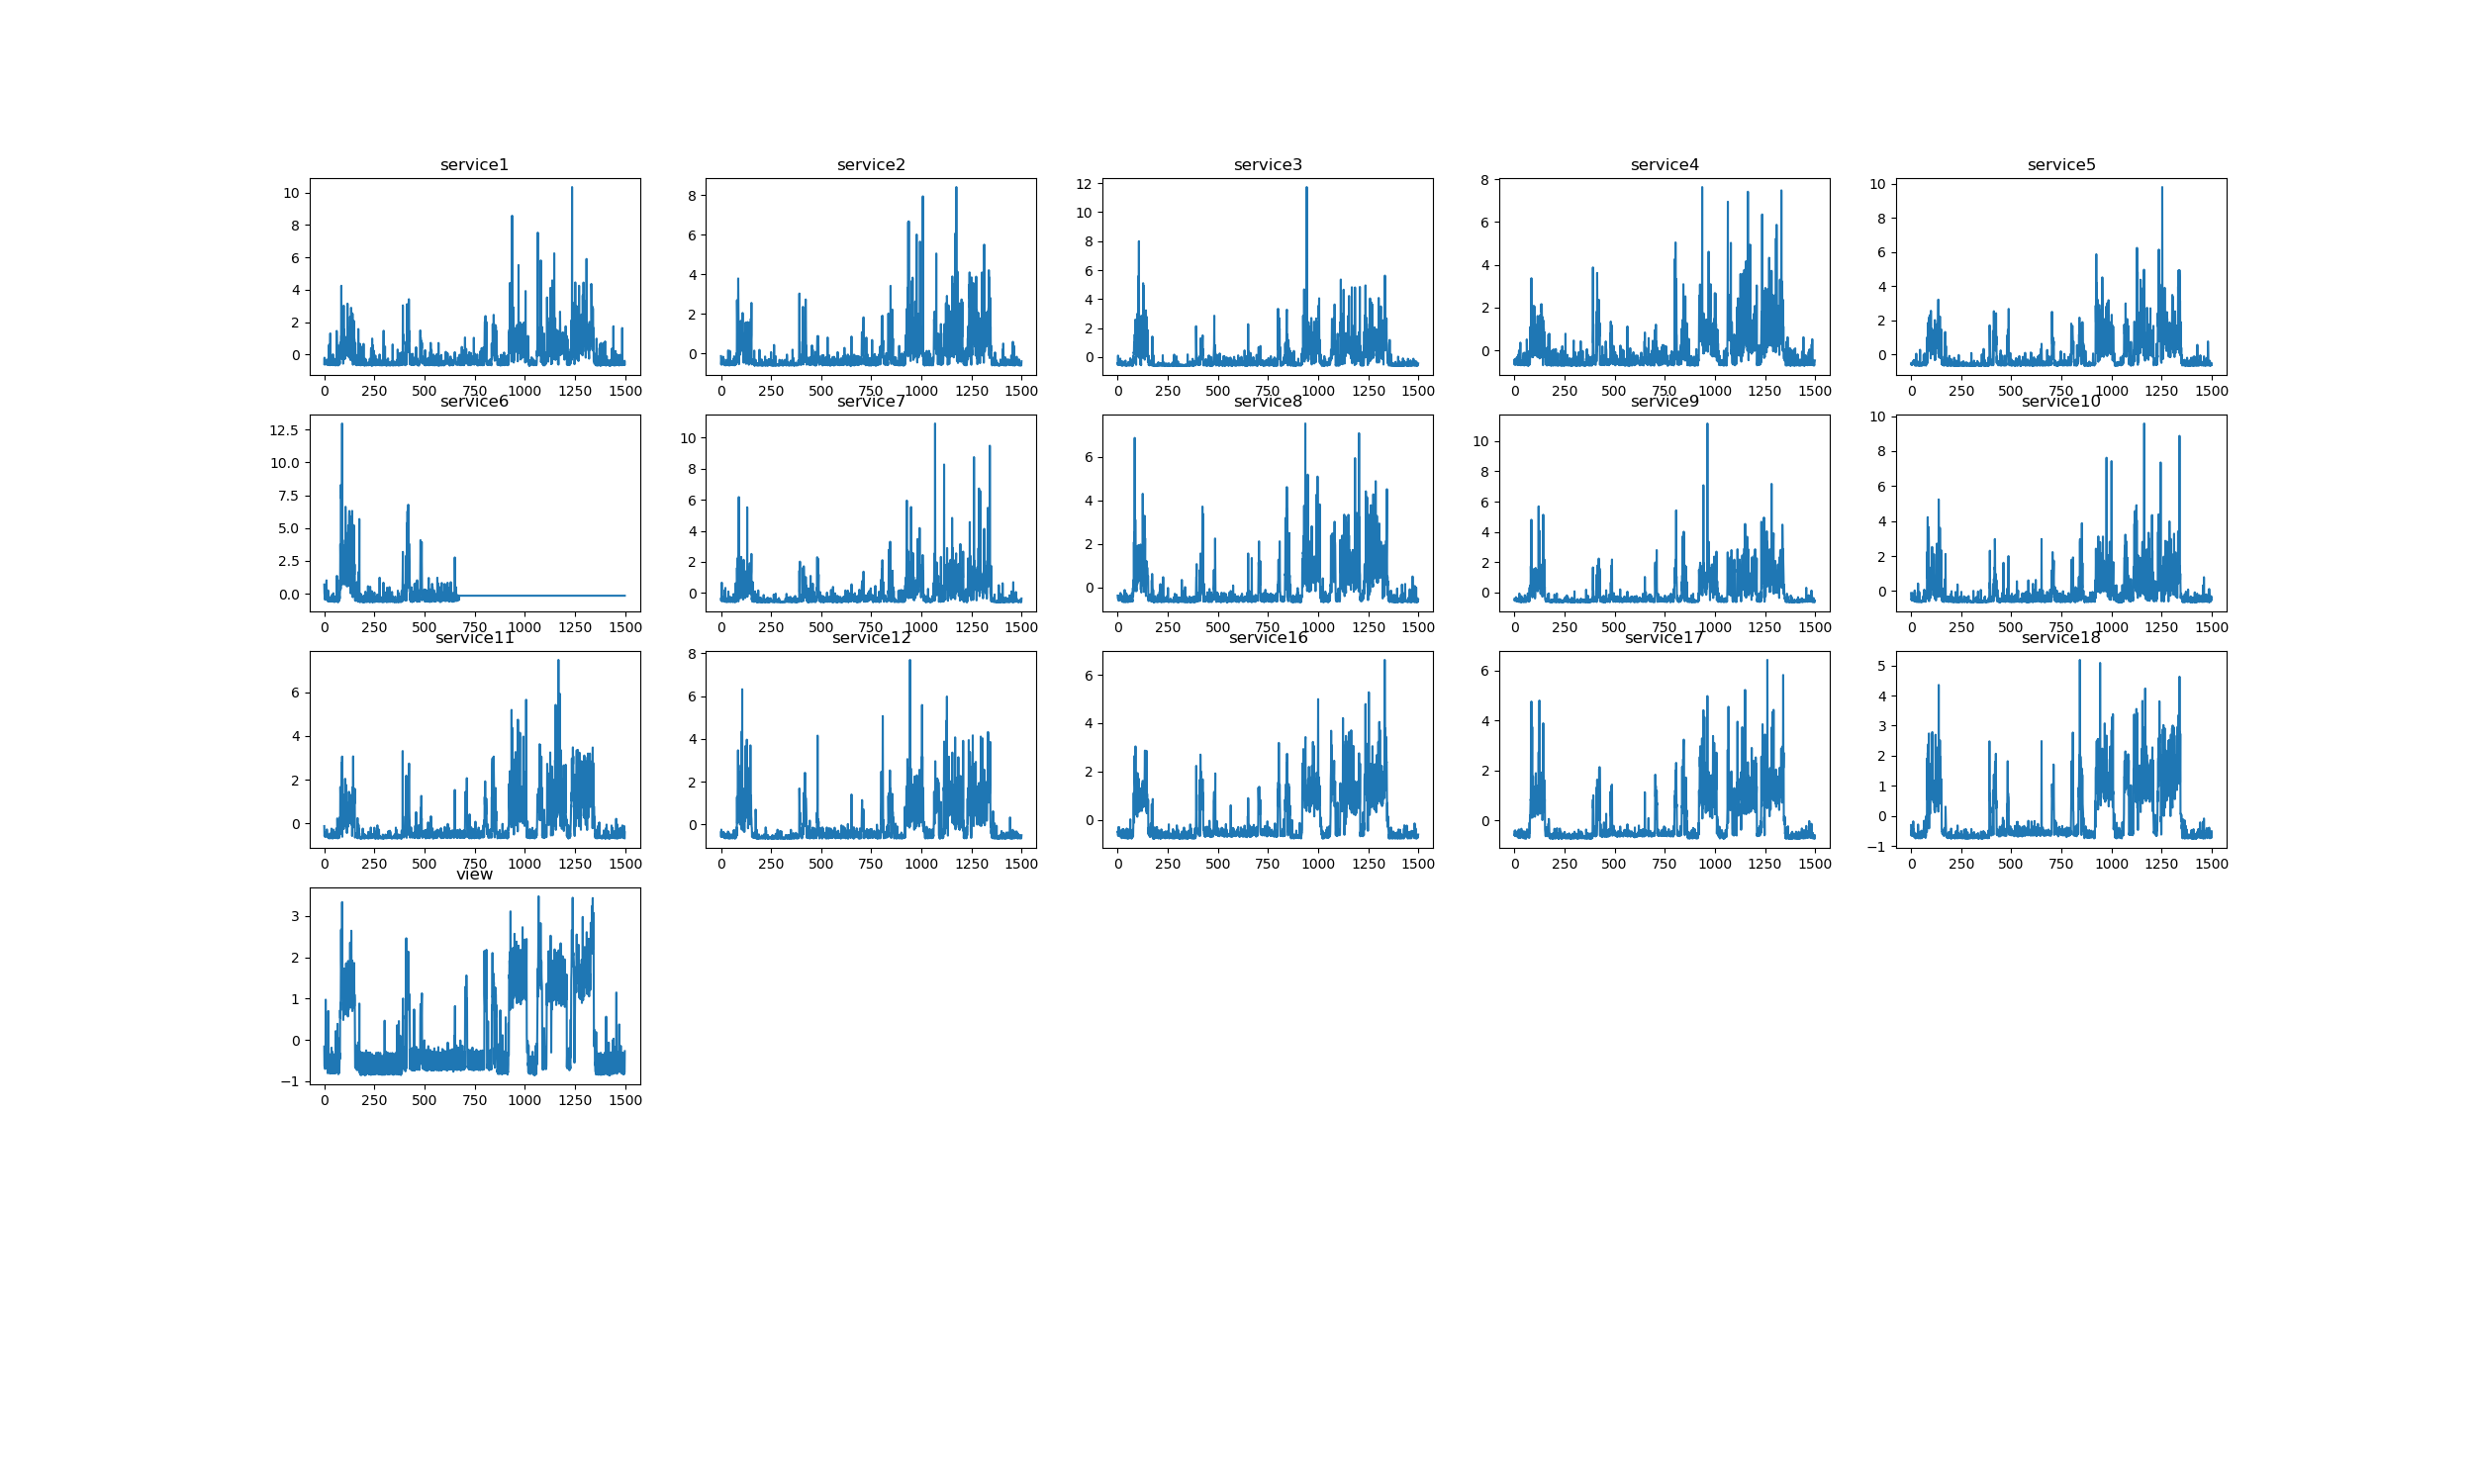 service1 service2 service3 service4 service5
10 8 6 4 2 0
8 6 4 2 0
12 10 8 6 4 2 0
8 6 4 2 0
10 8 6 4 2 0
0 250 500 750 1000 1250 1500 0 250 500 750 1000 1250 1500 0 250 500 750 1000 1250 1500 0 250 500 750 1000 1250 1500 0 250 500 750 1000 1250 1500
service6 service7 service8 service9 service10
12.5 10.0 7.5 5.0 2.5 0.0
10 8 6 4 2 0
6 4 2 0
10 8 6 4 2 0
10 8 6 4 2 0
0 250 500 750 1000 1250 1500 0 250 500 750 1000 1250 1500 0 250 500 750 1000 1250 1500 0 250 500 750 1000 1250 1500 0 250 500 750 1000 1250 1500
service11 service12 service16 service17 service18
6 4 2 0
8 6 4 2 0
6 4 2 0
6 4 2 0
5 4 3 2 1 0 −1
0 250 500 750 1000 1250 1500 0 250 500 750 1000 1250 1500 0 250 500 750 1000 1250 1500 0 250 500 750 1000 1250 1500 0 250 500 750 1000 1250 1500
view
3 2 1 0 −1
0 250 500 750 1000 1250 1500